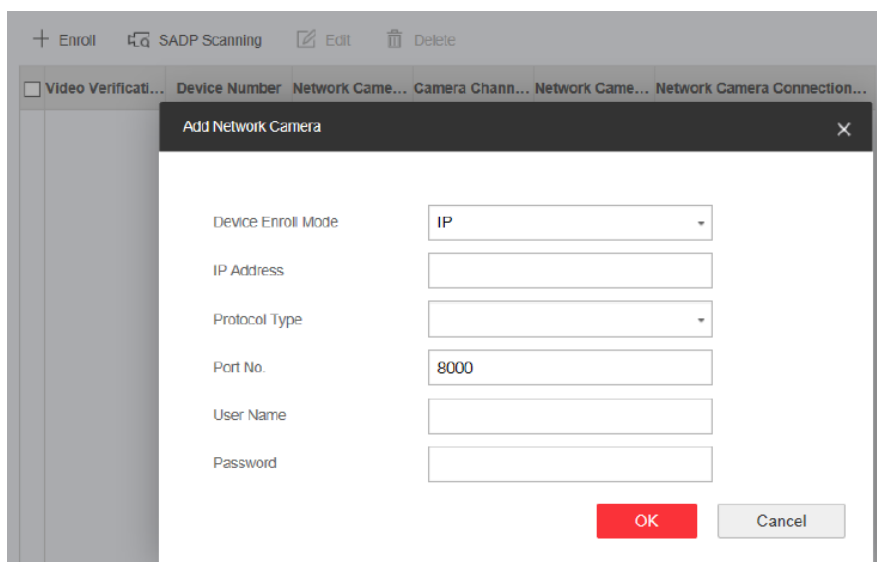 Enroll SADP Scanning Edit Delete
Video Verificati... Device Number Network Came... Camera Chann... Network Came... Network Camera Connection...
Add Network Camera
Device Enroll Mode IP
IP Address
Protocol Type
Port No. 8000
User Name
Password
OK Cancel